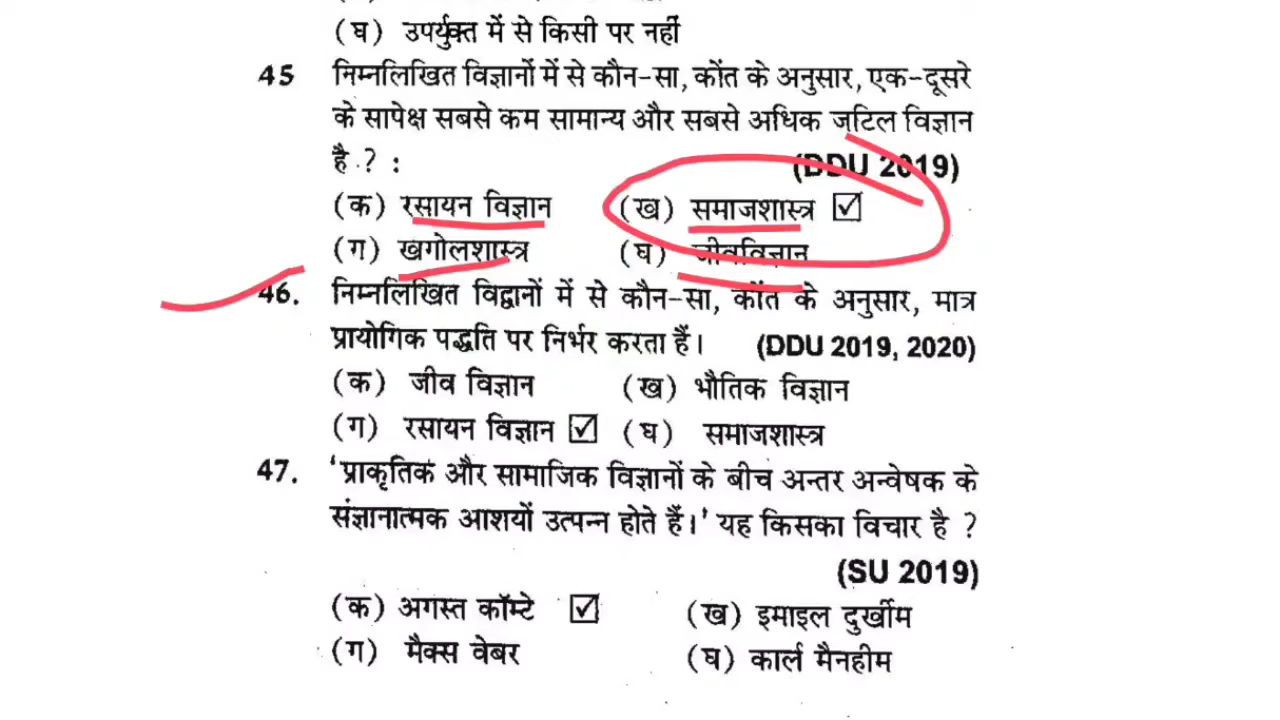 (घ) उपर्युक्त में से किसी पर नहीं
45 निम्नलिखित विज्ञानों में से कौन-सा, कोंत के अनुसार, एक-दूसरे
के सापेक्ष सबसे कम सामान्य और सबसे अधिक जटिल विज्ञान
है ? : (DDU 2019)
(क) रसायन विज्ञान (ख) समाजशास्त्र ☑
(ग) खगोलशास्त्र (घ) जीवविज्ञान
46. निम्नलिखित विद्वानों में से कौन-सा, कोंत के अनुसार, मात्र
प्रायोगिक पद्धति पर निर्भर करता हैं। (DDU 2019, 2020)
(क) जीव विज्ञान (ख) भौतिक विज्ञान
(ग) रसायन विज्ञान ☑ (घ) समाजशास्त्र
47. 'प्राकृतिक और सामाजिक विज्ञानों के बीच अन्तर अन्वेषक के
संज्ञानात्मक आशयों उत्पन्न होते हैं।' यह किसका विचार है ?
(SU 2019)
(क) अगस्त कॉम्टे ☑ (ख) इमाइल दुर्खीम
(ग) मैक्स वेबर (घ) कार्ल मैनहीम